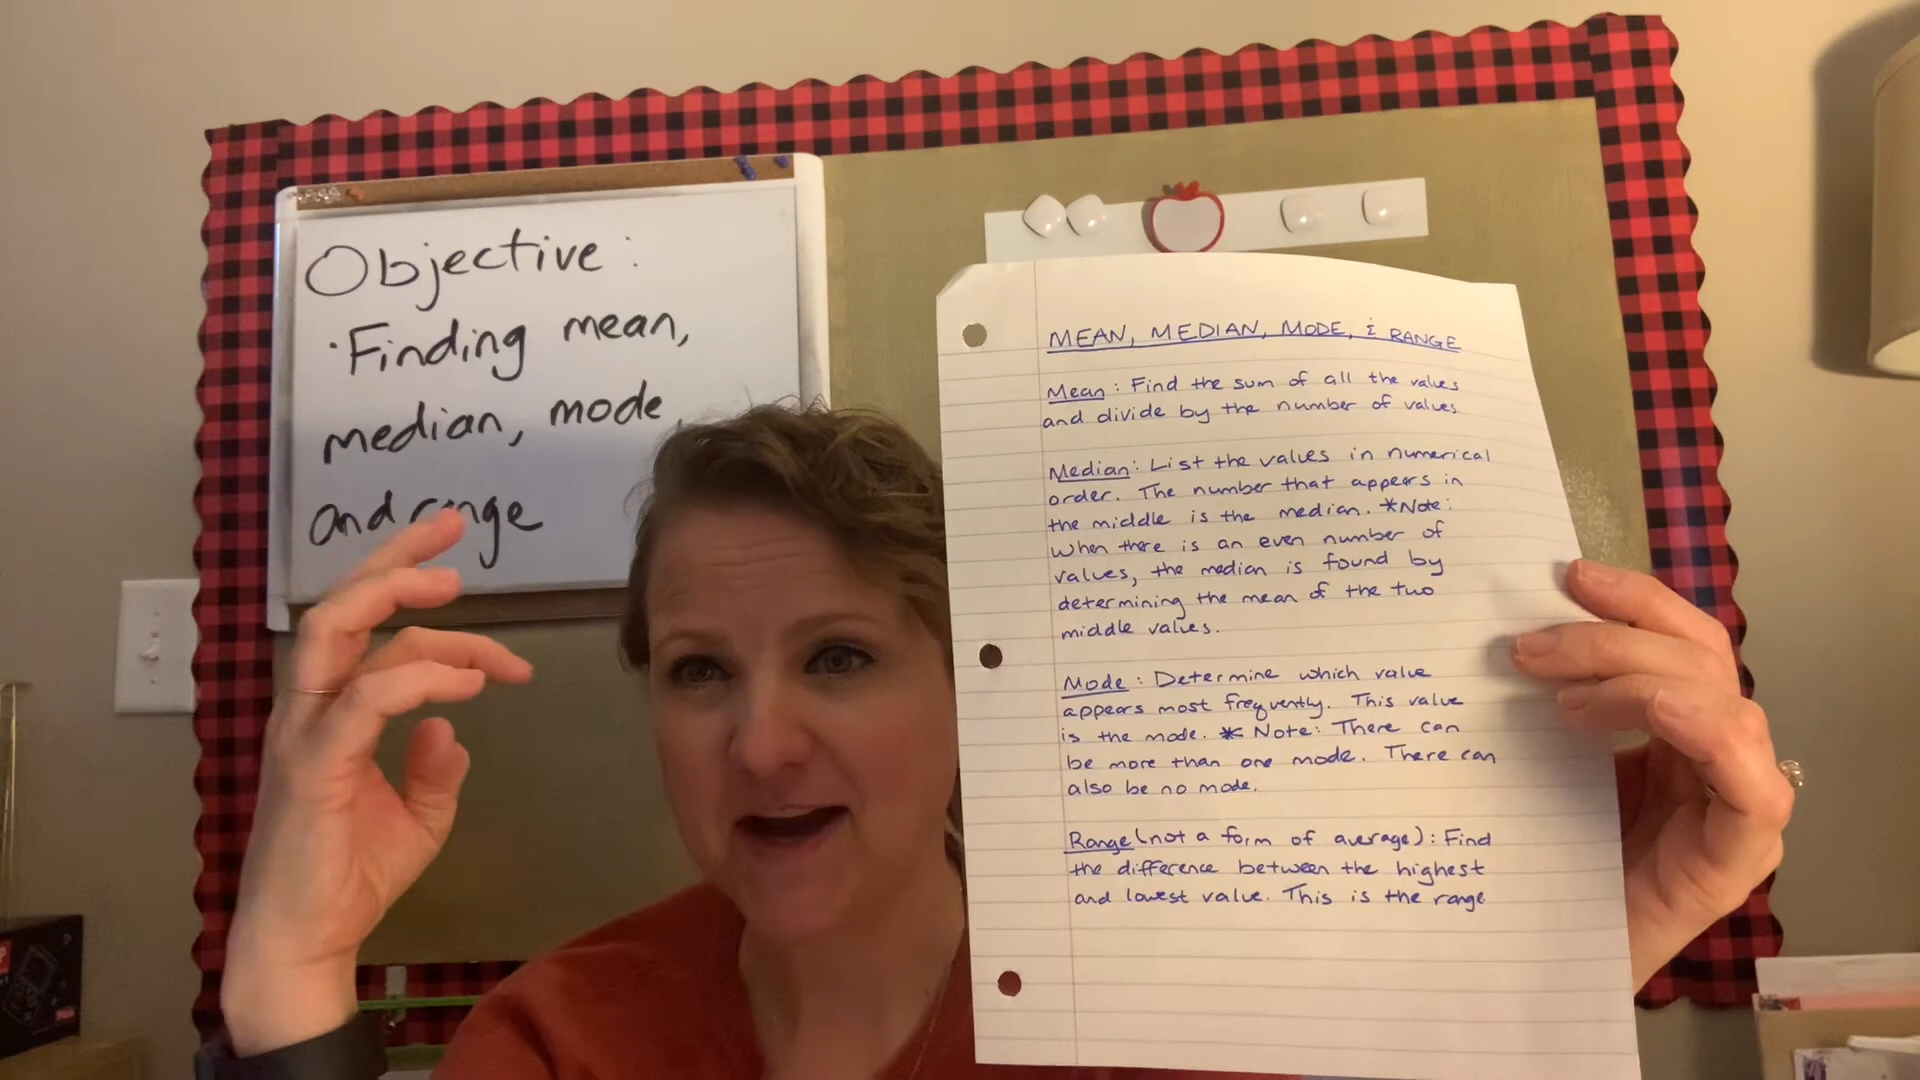 Objective:
·Finding mean,
median, mode,
and range
MEAN, MEDIAN, MODE, & RANGE
Mean: Find the sum of all the values
and divide by the number of values.
Median: List the values in numerical
order. The number that appears in
the middle is the median. *Note:
When there is an even number of
values, the median is found by
determining the mean of the two
middle values.
Mode: Determine which value
appears most frequently. This value
is the mode. * Note: There can
be more than one mode. There can
also be no mode.
Range (not a form of average): Find
the difference between the highest
and lowest value. This is the range